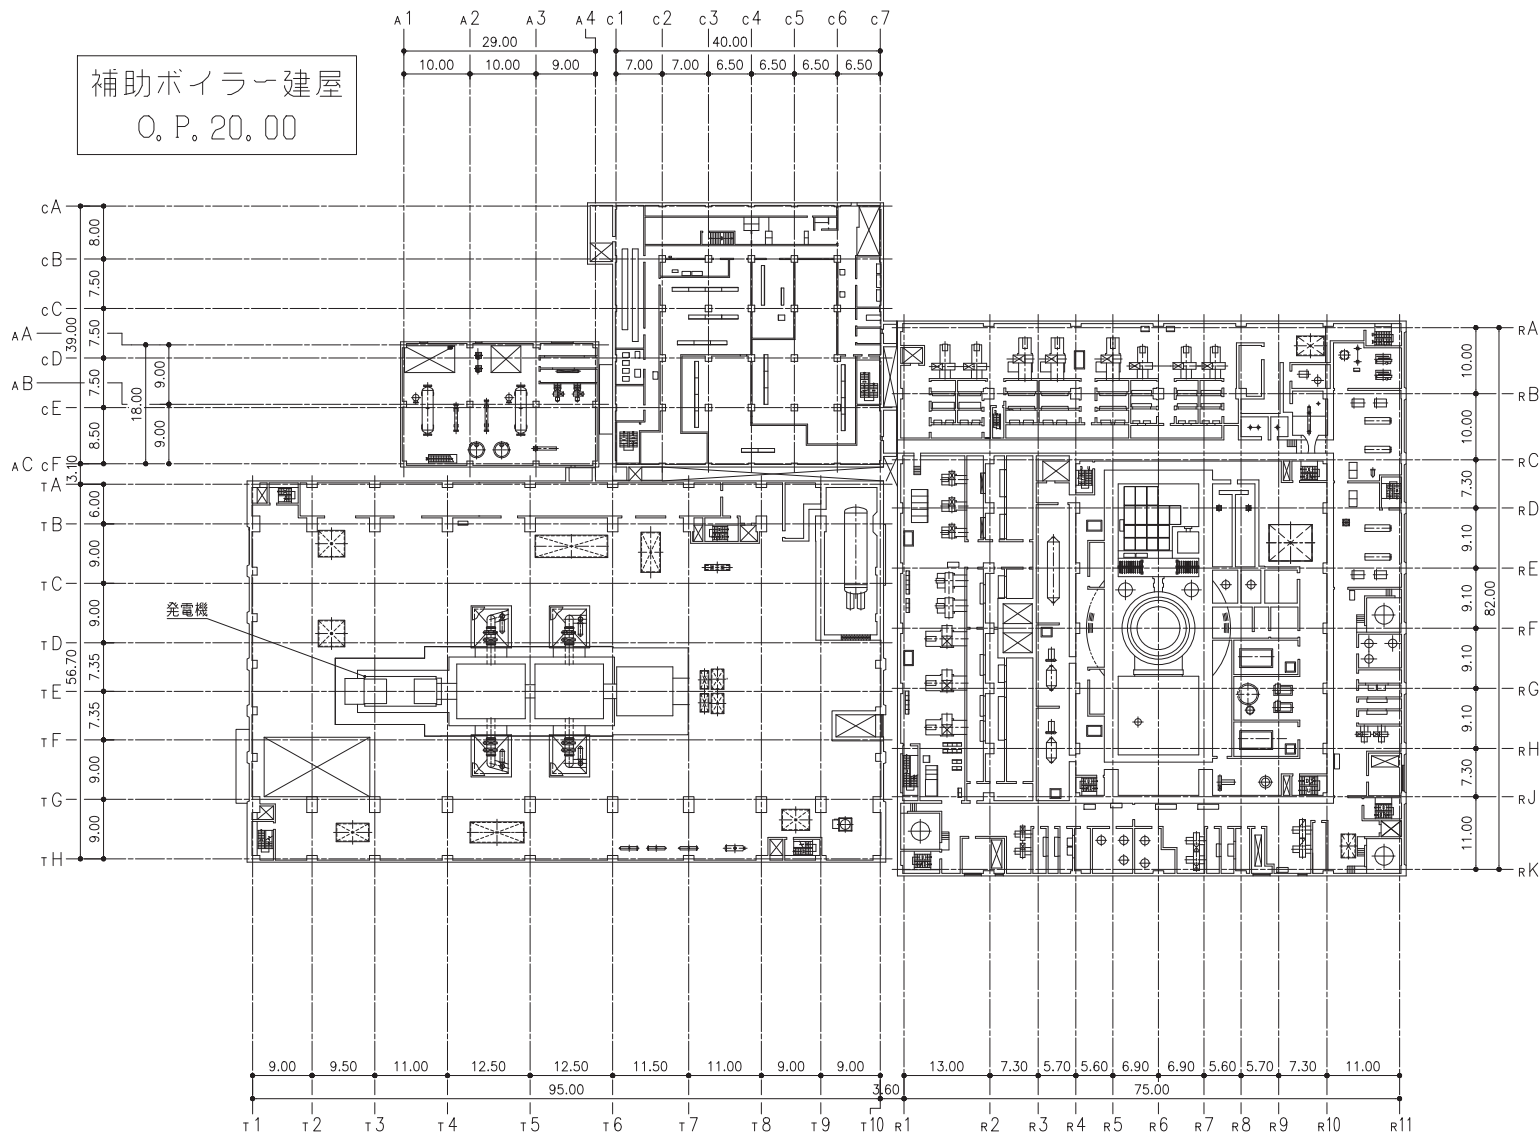 A1 A2 A3 A4 C1 C2 C3 C4 C5 C6 C7
29.00 40.00
10.00 10.00 9.00 7.00 7.00 6.50 6.50 6.50 6.50
補助ボイラー建屋
O.P.20.00
CA
8.00
CB
7.50
CC
39.00
7.50
AA
CD
7.50
AB
CE
8.50
AC CF
18.00
9.00
9.00
3.10
TA
6.00
TB
9.00
TC
9.00
発電機
TD
56.70
7.35
TE
7.35
TF
9.00
TG
9.00
TH
RA
10.00
RB
10.00
RC
7.30
RD
9.10
RE
9.10
82.00
RF
9.10
RG
9.10
RH
7.30
RJ
11.00
RK
9.00 9.50 11.00 12.50 12.50 11.50 11.00 9.00 9.00 13.00 7.30 5.70 5.60 6.90 6.90 5.60 5.70 7.30 11.00
95.00 3.60 75.00
T1 T2 T3 T4 T5 T6 T7 T8 T9 T10 R1 R2 R3 R4 R5 R6 R7 R8 R9 R10 R11